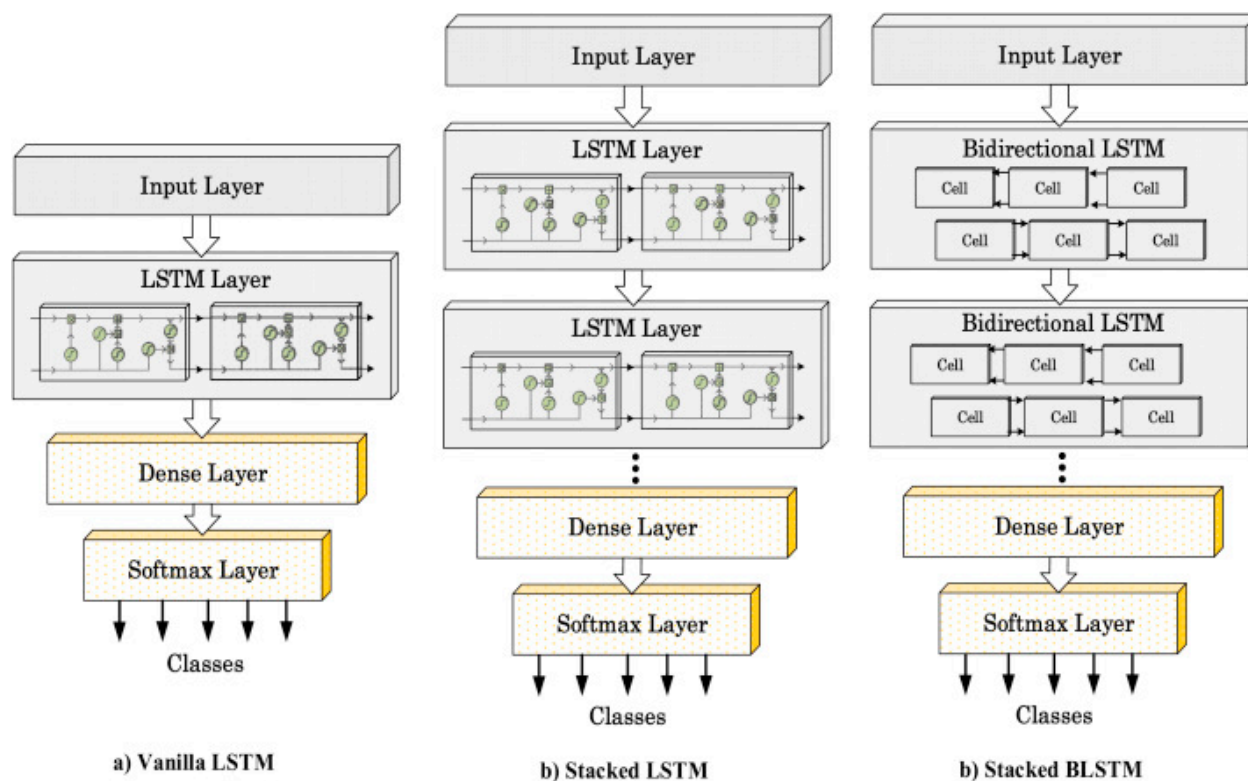 Input Layer
LSTM Layer
Dense Layer
Softmax Layer
Classes
a) Vanilla LSTM
Input Layer
LSTM Layer
LSTM Layer
Dense Layer
Softmax Layer
Classes
b) Stacked LSTM
Input Layer
Bidirectional LSTM
Cell Cell Cell
Cell Cell Cell
Bidirectional LSTM
Cell Cell Cell
Cell Cell Cell
Dense Layer
Softmax Layer
Classes
b) Stacked BLSTM